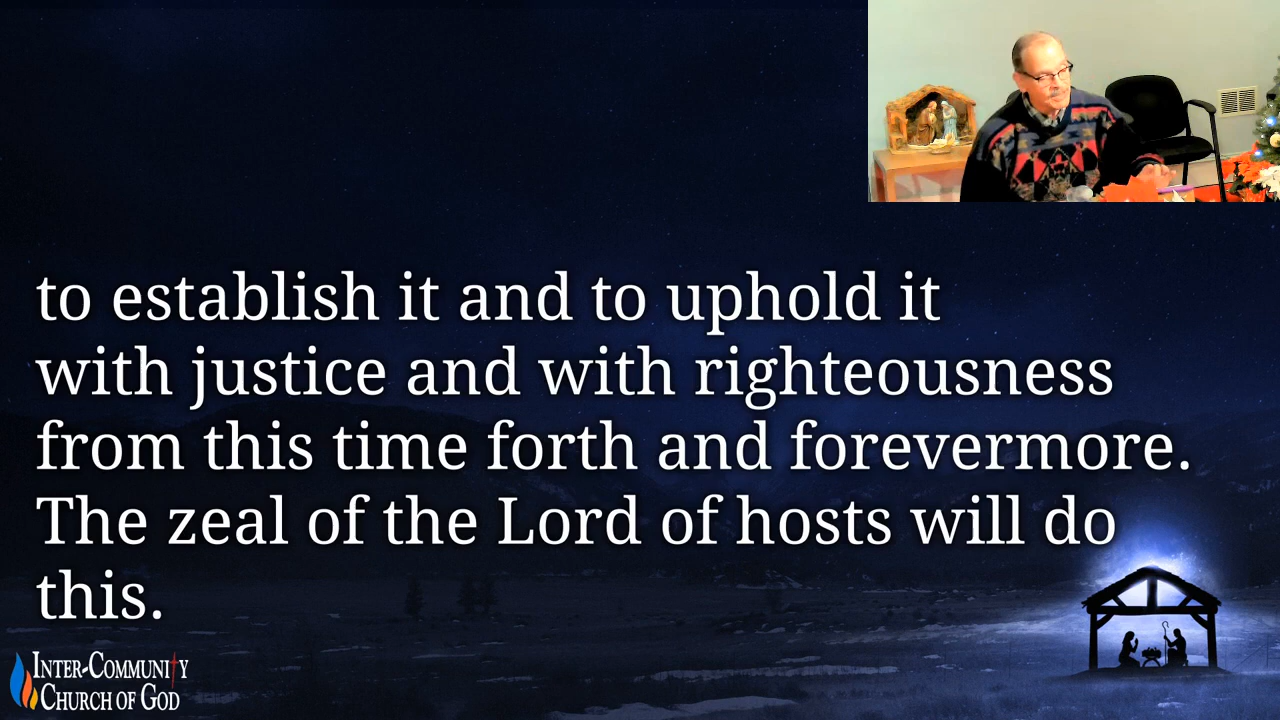 to establish it and to uphold it
with justice and with righteousness
from this time forth and forevermore.
The zeal of the Lord of hosts will do
this.
Inter-Community
Church of God